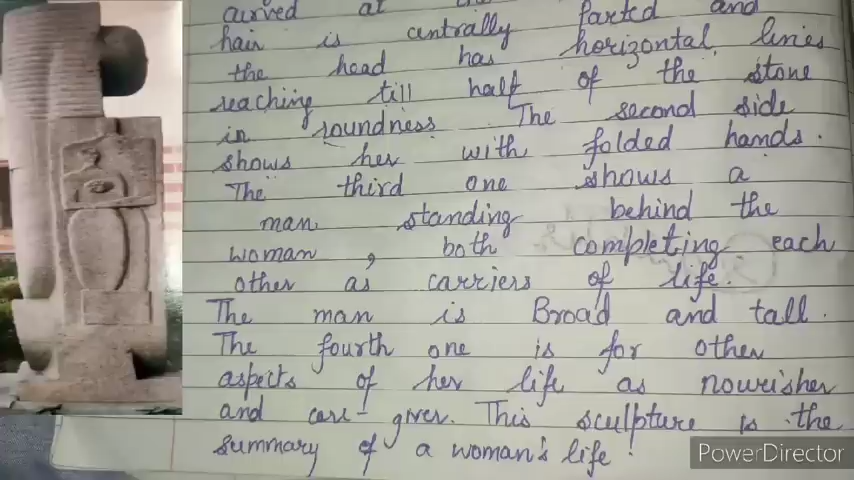 curved at the
hair is centrally parted and
the head has horizontal lines
reaching till half of the stone
in roundness. The second side
shows her with folded hands.
The third one shows a
man standing behind the
woman, both completing each
other as carriers of life.
The man is Broad and tall.
The fourth one is for other
aspects of her life as nourisher
and care-giver. This sculpture is the
summary of a woman's life.
PowerDirector